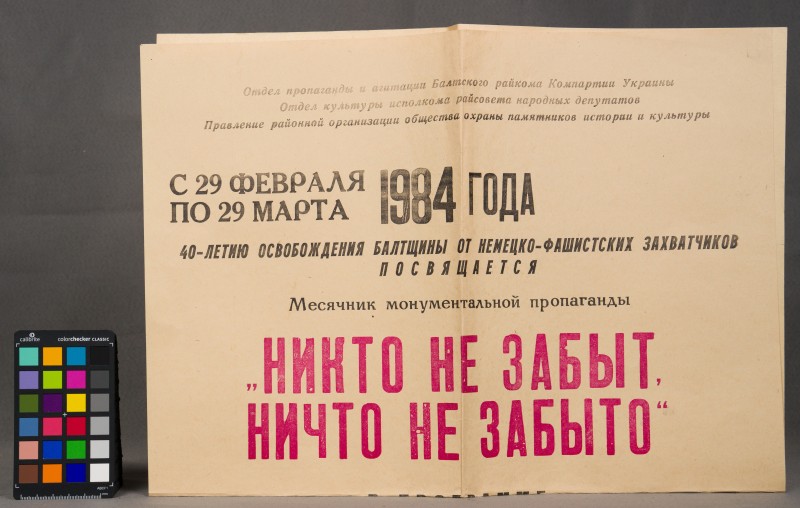 Отдел пропаганды и агитации Балтского райкома Компартии Украины
Отдел культуры исполкома райсовета народных депутатов
Правление районной организации общества охраны памятников истории и культуры
С 29 ФЕВРАЛЯ
ПО 29 МАРТА
1984 ГОДА
40-ЛЕТИЮ ОСВОБОЖДЕНИЯ БАЛТЩИНЫ ОТ НЕМЕЦКО-ФАШИСТСКИХ ЗАХВАТЧИКОВ
ПОСВЯЩАЕТСЯ
Месячник монументальной пропаганды
„НИКТО НЕ ЗАБЫТ,
НИЧТО НЕ ЗАБЫТО“
calibrite colorchecker CLASSIC